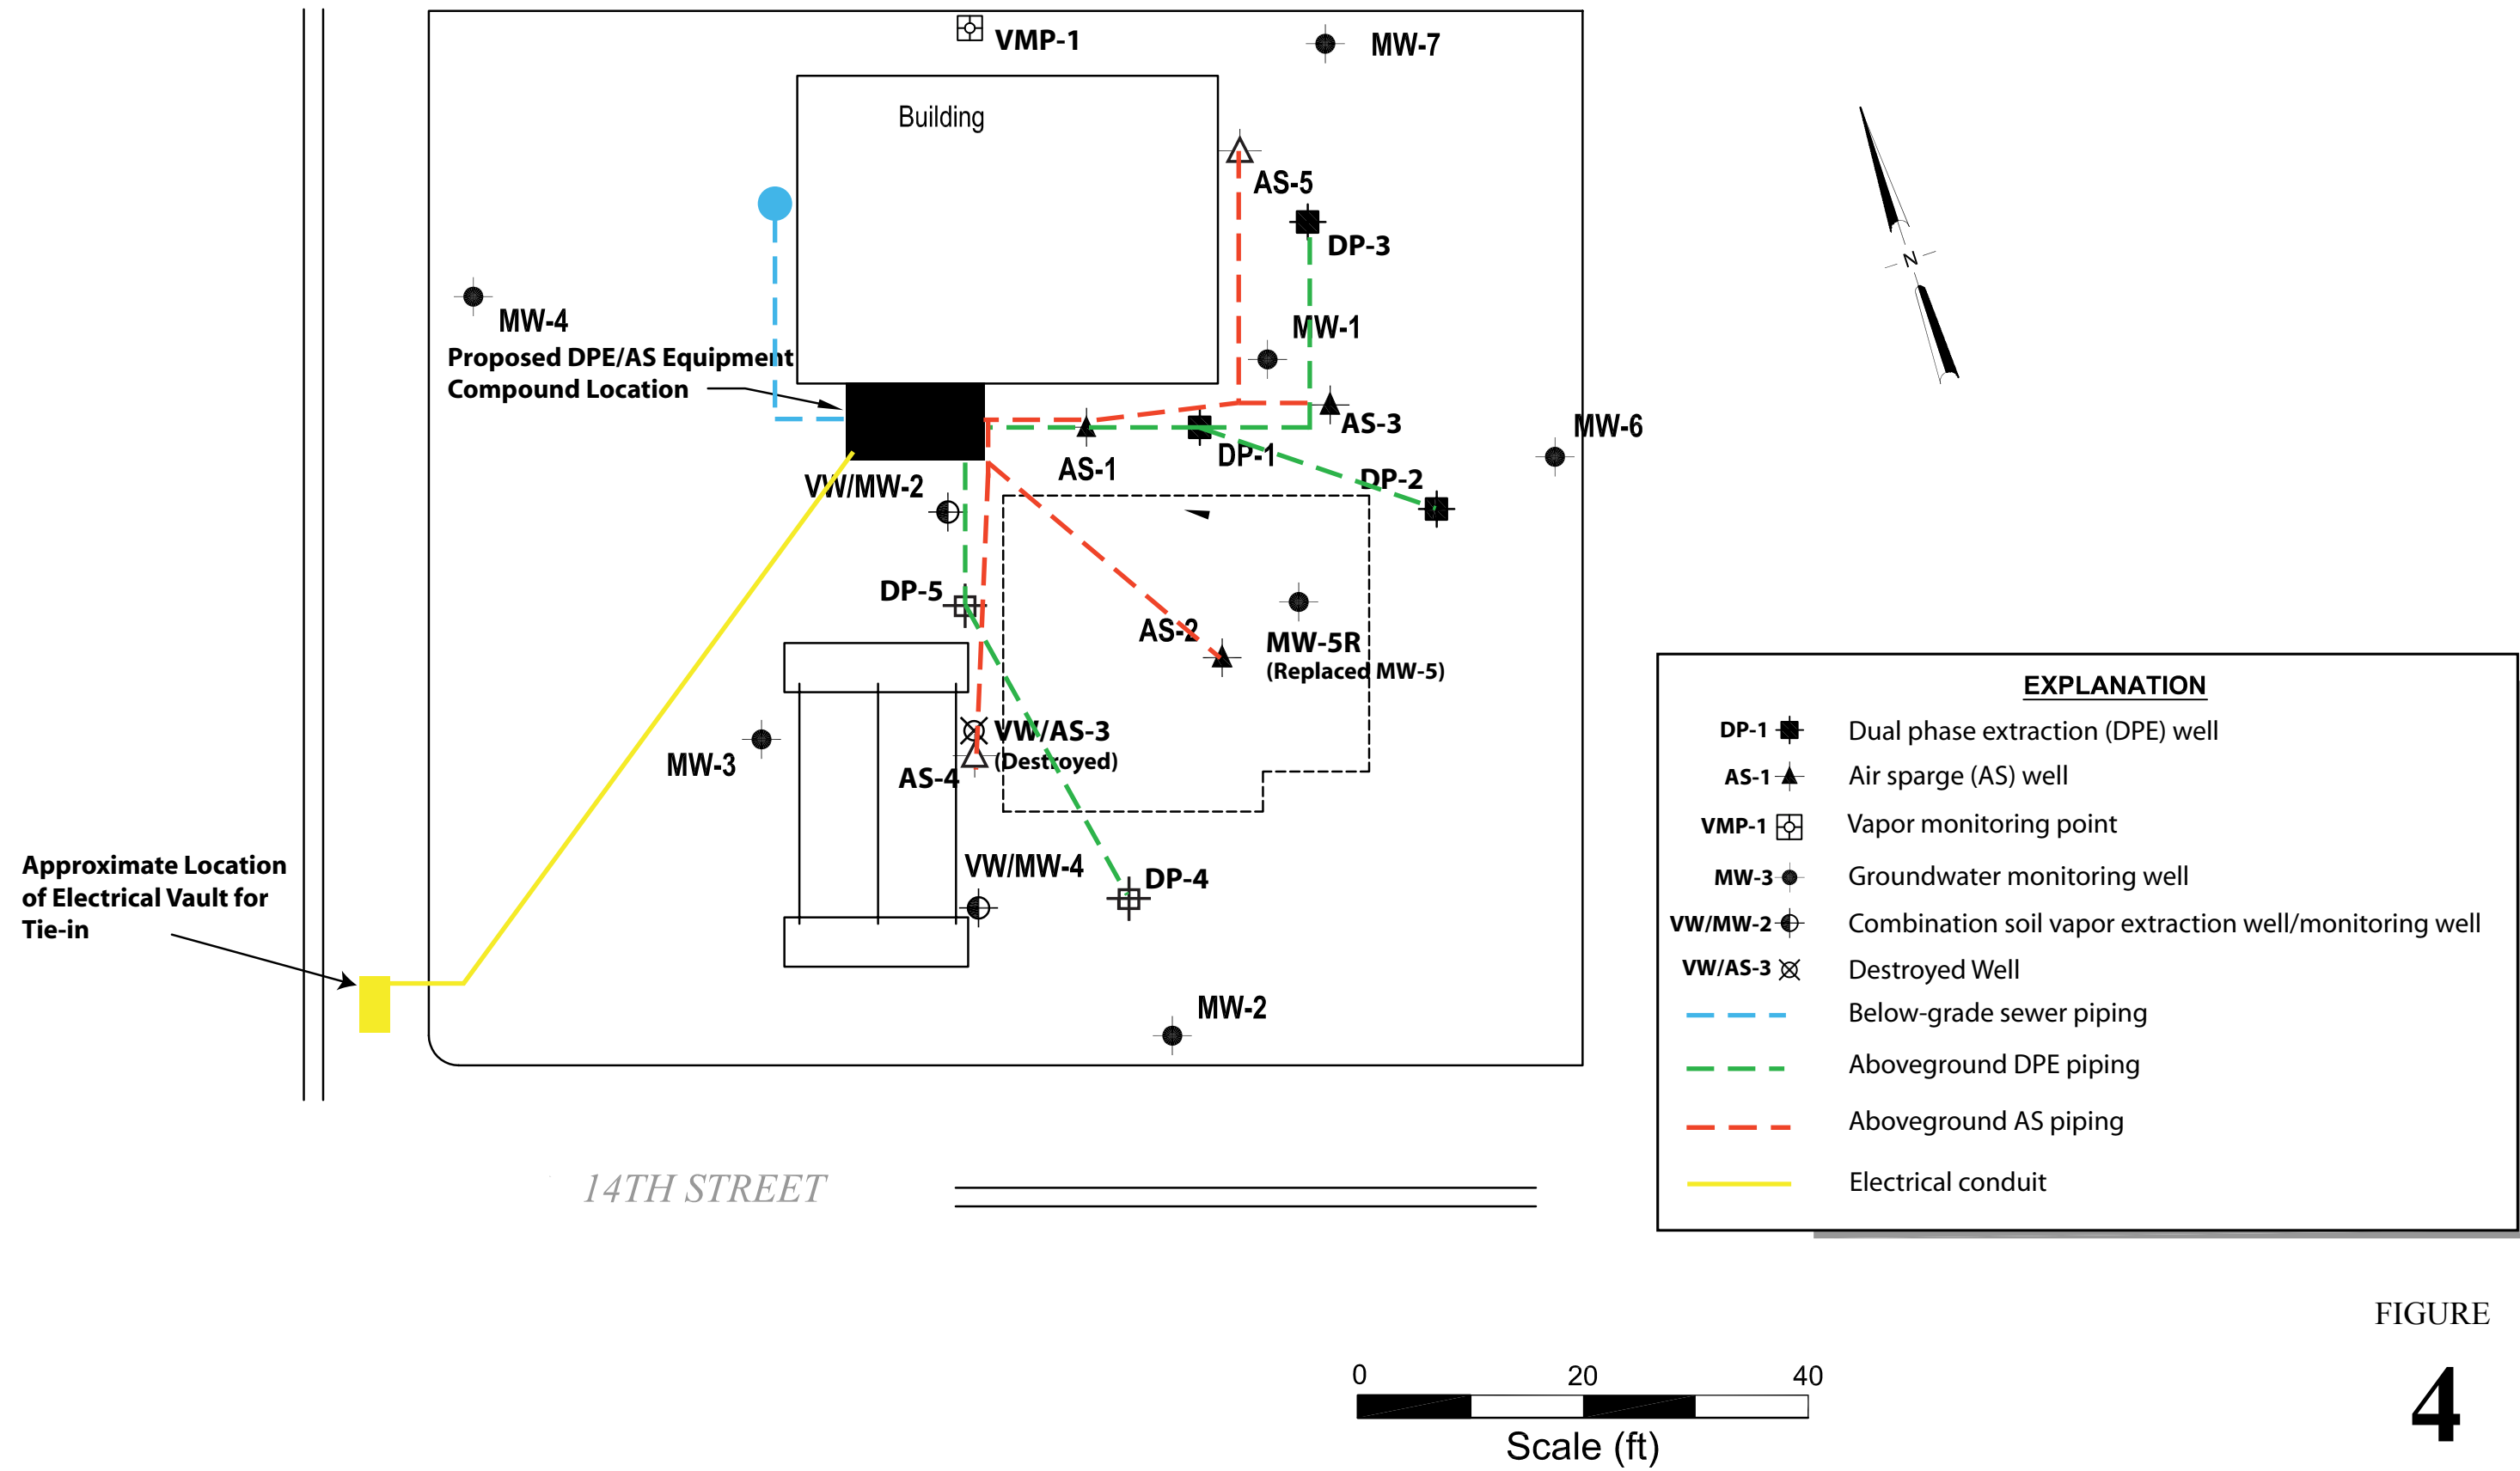 VMP-1
MW-7
Building
AS-5
DP-3
MW-4
MW-1
N
Proposed DPE/AS Equipment
Compound Location
AS-3
MW-6
AS-1
DP-1
DP-2
VW/MW-2
DP-5
AS-2
MW-5R
(Replaced MW-5)
VW/AS-3
(Destroyed)
MW-3
AS-4
Approximate Location
of Electrical Vault for
Tie-in
VW/MW-4
DP-4
MW-2
14TH STREET
EXPLANATION
DP-1 Dual phase extraction (DPE) well
AS-1 Air sparge (AS) well
VMP-1 Vapor monitoring point
MW-3 Groundwater monitoring well
VW/MW-2 Combination soil vapor extraction well/monitoring well
VW/AS-3 Destroyed Well
Below-grade sewer piping
Aboveground DPE piping
Aboveground AS piping
Electrical conduit
FIGURE
4
0 20 40
Scale (ft)